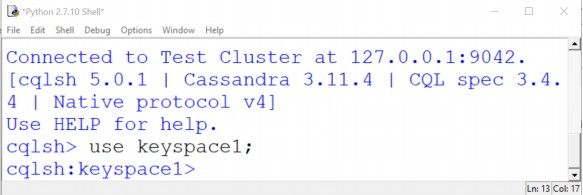 *Python 2.7.10 Shell*
File Edit Shell Debug Options Window Help
Connected to Test Cluster at 127.0.0.1:9042.
[cqlsh 5.0.1 | Cassandra 3.11.4 | CQL spec 3.4.
4 | Native protocol v4]
Use HELP for help.
cqlsh> use keyspace1;
cqlsh:keyspace1>
Ln: 13 Col: 17